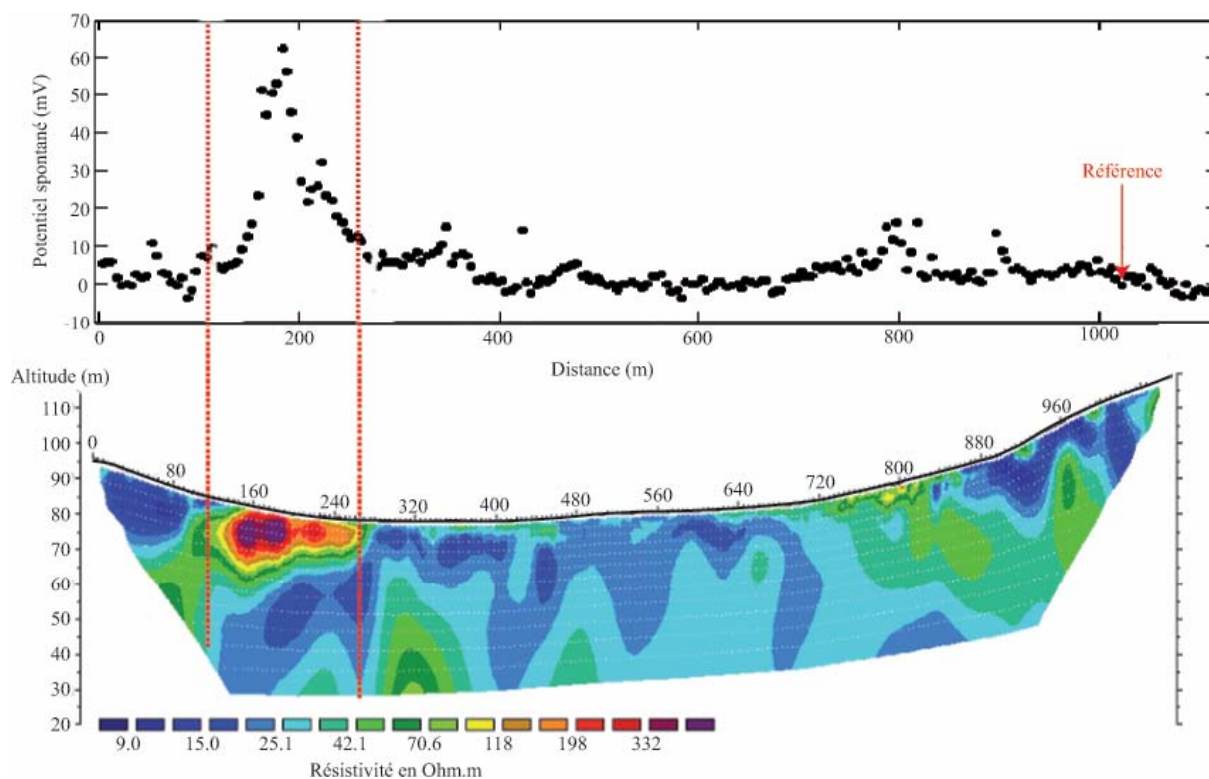 70
60
50
40
30
20
10
0
-10
Potentiel spontané (mV)
Référence
0 200 400 600 800 1000
Distance (m)
Altitude (m)
110
100
90
80
70
60
50
40
30
20
0 80 160 240 320 400 480 560 640 720 800 880 960
9.0 15.0 25.1 42.1 70.6 118 198 332
Résistivité en Ohm.m